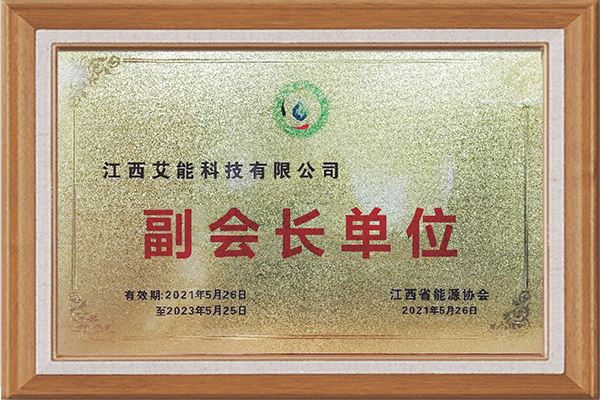 江西艾能科技有限公司
副会长单位
有效期:2021年5月26日
至2023年5月25日
江西省能源协会
2021年5月26日